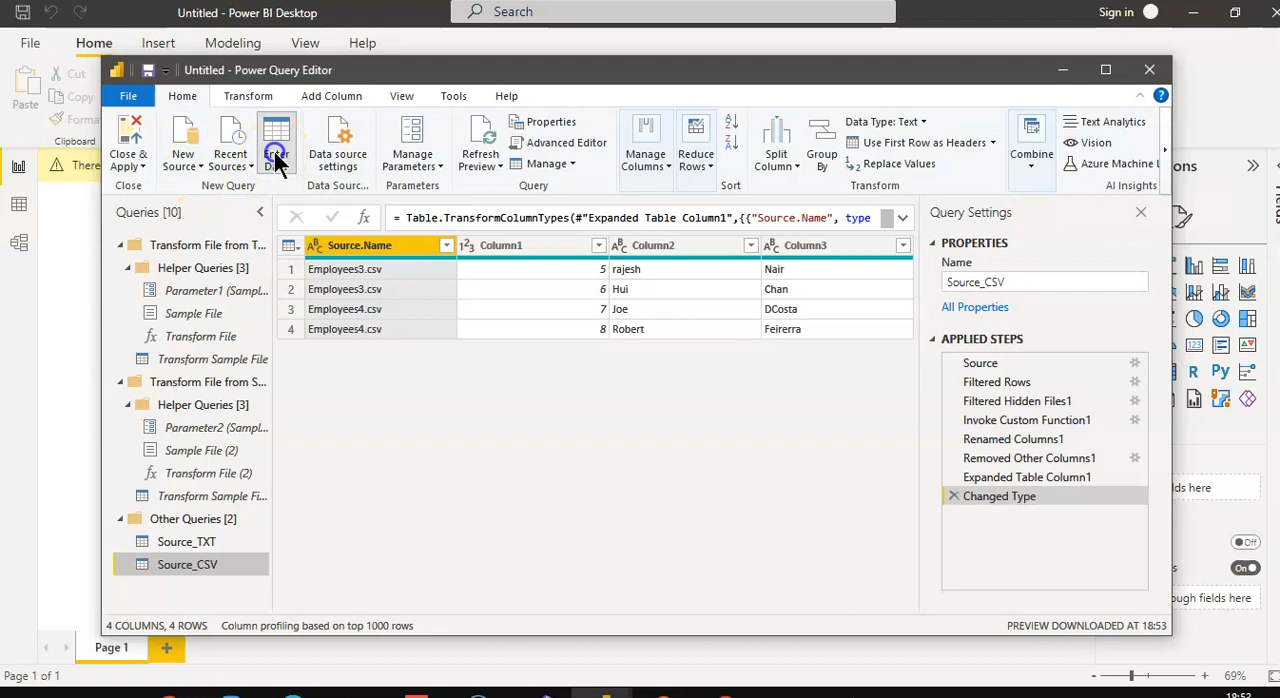 Untitled - Power BI Desktop
Search
Sign in
File
Home
Insert
Modeling
View
Help
Paste
Cut
Copy
Clipboard
There
Untitled - Power Query Editor
File
Home
Transform
Add Column
View
Tools
Help
Close & Apply
Close
New Source
Recent Sources
New Query
Data source settings
Data Sourc...
Manage Parameters
Parameters
Refresh Preview
Properties
Advanced Editor
Manage
Query
Manage Columns
Reduce Rows
Sort
Split Column
Group By
Data Type: Text
Use First Row as Headers
Replace Values
Transform
Combine
Text Analytics
Vision
Azure Machine L
AI Insights
Queries [10]
Transform File from T...
Helper Queries [3]
Parameter1 (Sampl...
Sample File
Transform File
Transform Sample File
Transform File from S...
Helper Queries [3]
Parameter2 (Sampl...
Sample File (2)
Transform File (2)
Transform Sample Fi...
Other Queries [2]
Source_TXT
Source_CSV
fx
= Table.TransformColumnTypes(#"Expanded Table Column1",{{"Source.Name", type
Source.Name Column1 Column2 Column3
1 Employees3.csv 5 rajesh Nair
2 Employees3.csv 6 Hui Chan
3 Employees4.csv 7 Joe DCosta
4 Employees4.csv 8 Robert Feirerra
Query Settings
PROPERTIES
Name
Source_CSV
All Properties
APPLIED STEPS
Source
Filtered Rows
Filtered Hidden Files1
Invoke Custom Function1
Renamed Columns1
Removed Other Columns1
Expanded Table Column1
Changed Type
4 COLUMNS, 4 ROWS
Column profiling based on top 1000 rows
PREVIEW DOWNLOADED AT 18:53
R
Py
Off
On
Page 1
Page 1 of 1
69%